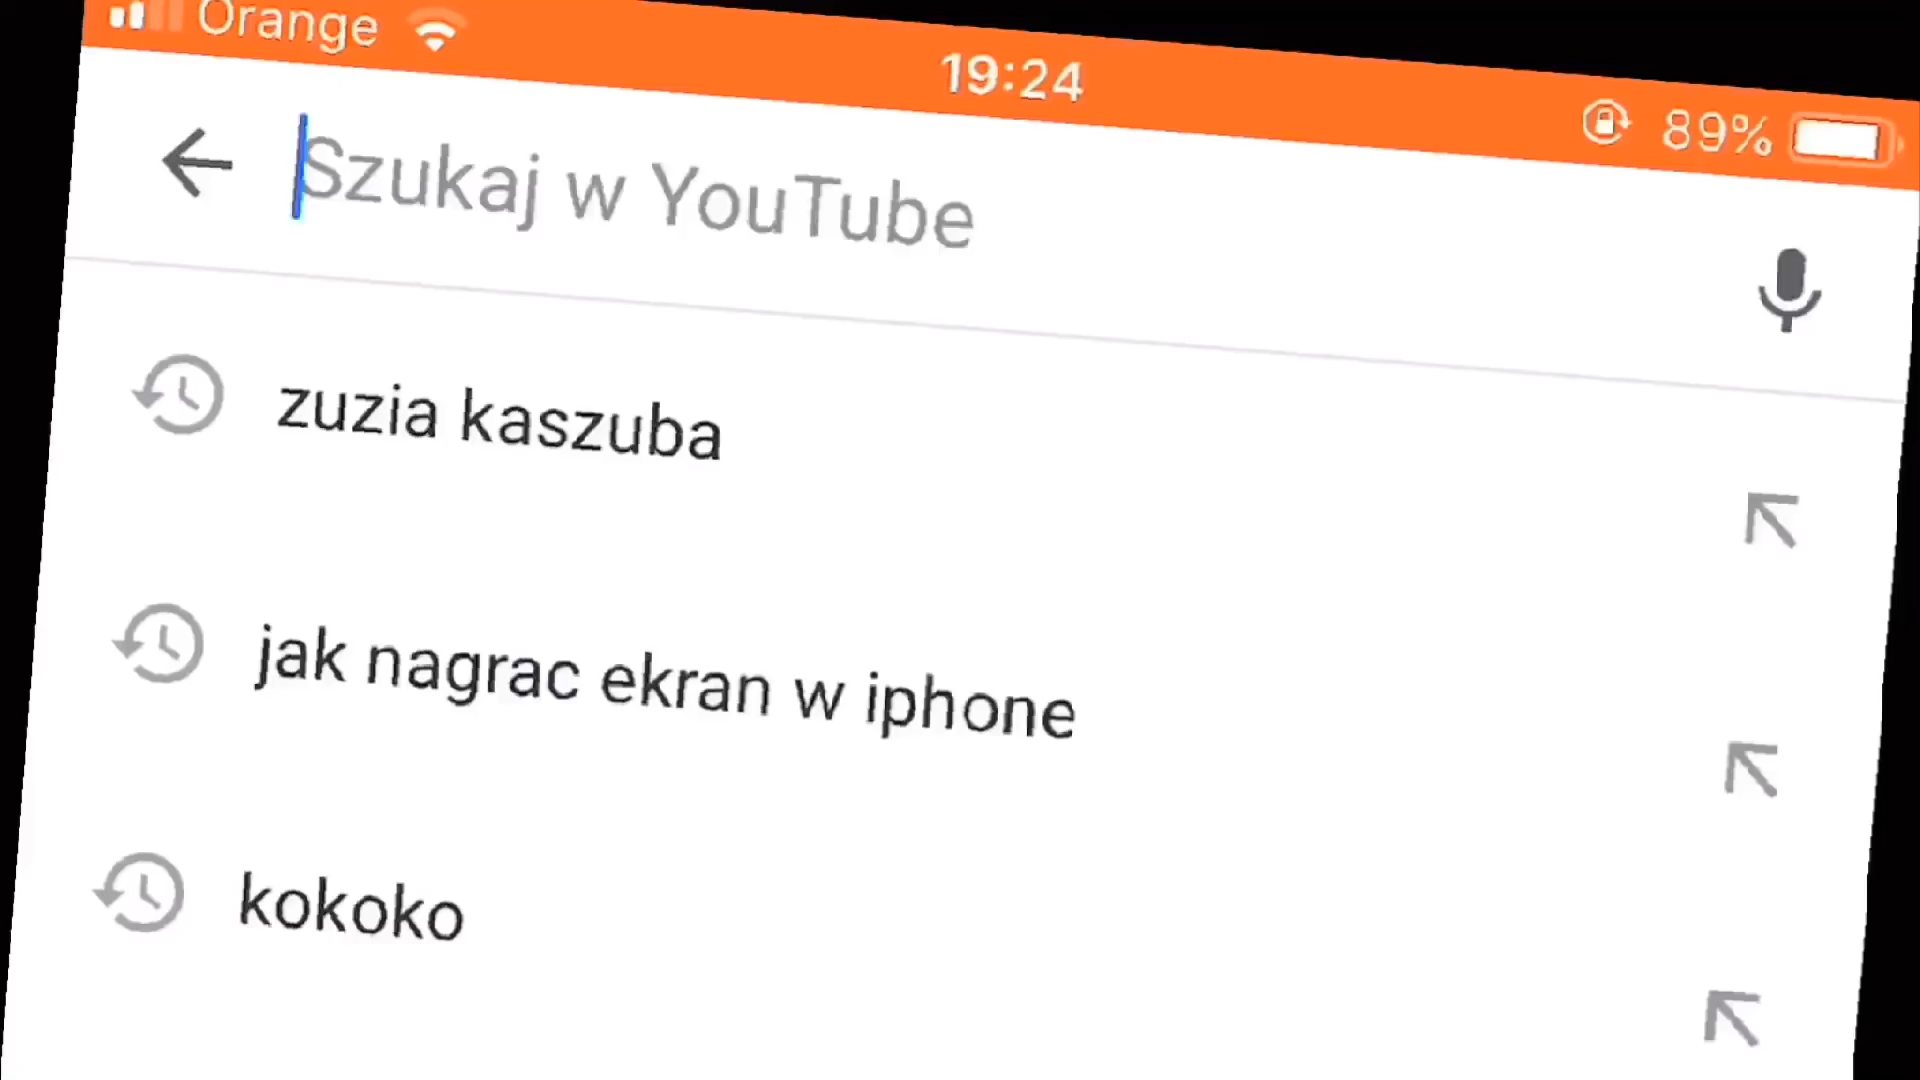 Orange
19:24
89%
Szukaj w YouTube
zuzia kaszuba
jak nagrac ekran w iphone
kokoko